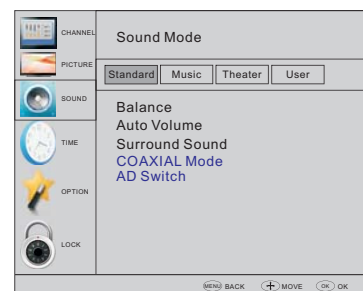 CHANNEL
PICTURE
SOUND
TIME
OPTION
LOCK
Sound Mode
Standard Music Theater User
Balance
Auto Volume
Surround Sound
COAXIAL Mode
AD Switch
MENU BACK MOVE OK OK